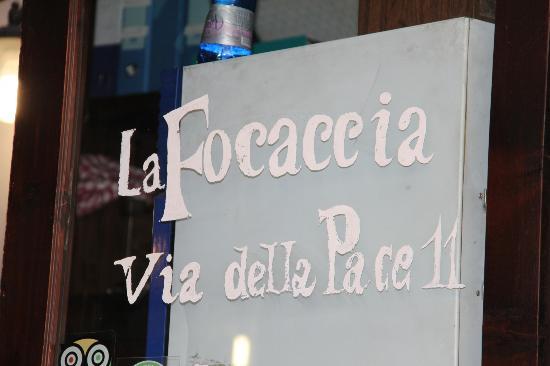 La Focaccia
Via della Pace 11